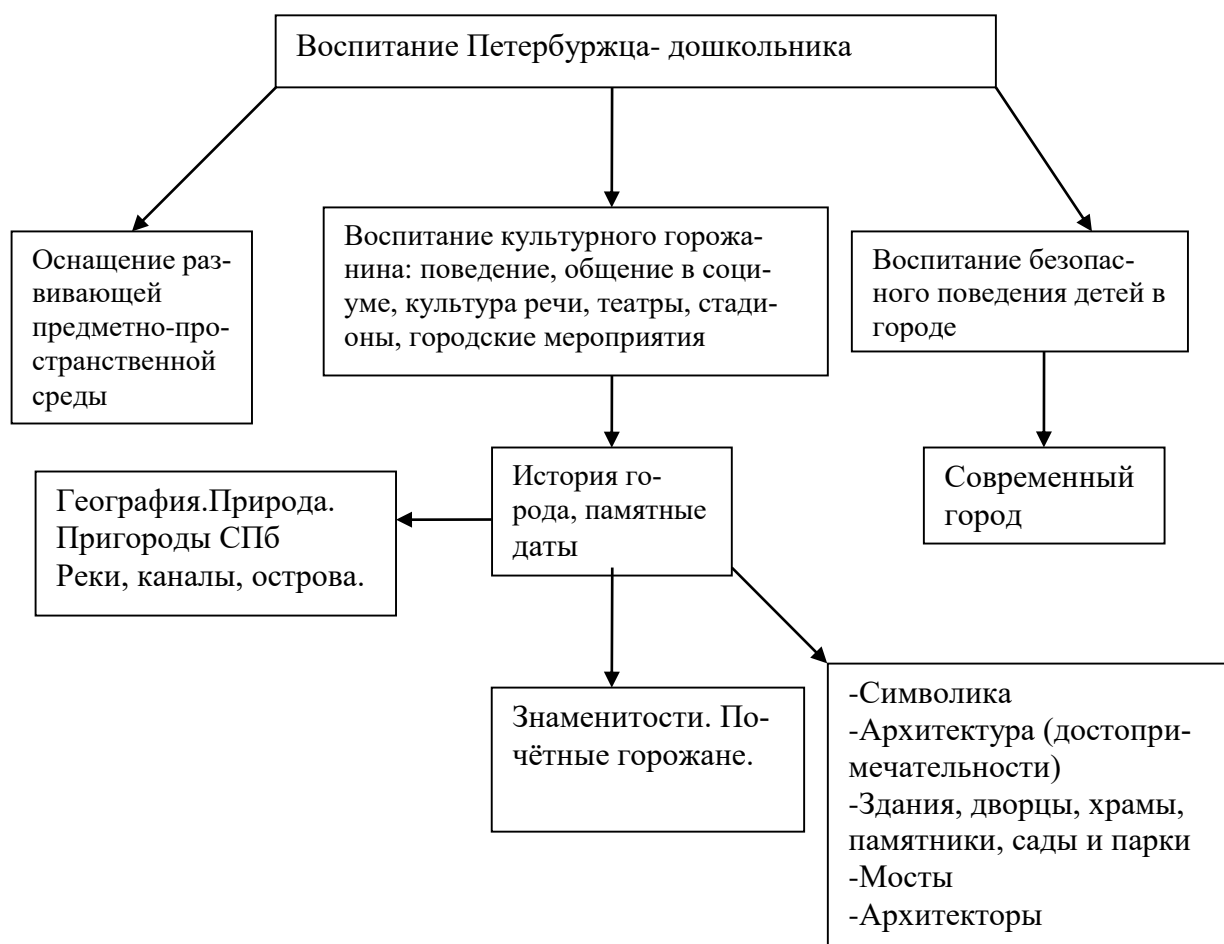 Воспитание Петербуржца- дошкольника
Оснащение раз-
вивающей
предметно-про-
странственной
среды
Воспитание культурного горожа-
нина: поведение, общение в соци-
уме, культура речи, театры, стади-
оны, городские мероприятия
Воспитание безопас-
ного поведения детей в
городе
География.Природа.
Пригороды СПб
Реки, каналы, острова.
История го-
рода, памятные
даты
Современный
город
Знаменитости. По-
чётные горожане.
-Символика
-Архитектура (достопри-
мечательности)
-Здания, дворцы, храмы,
памятники, сады и парки
-Мосты
-Архитекторы